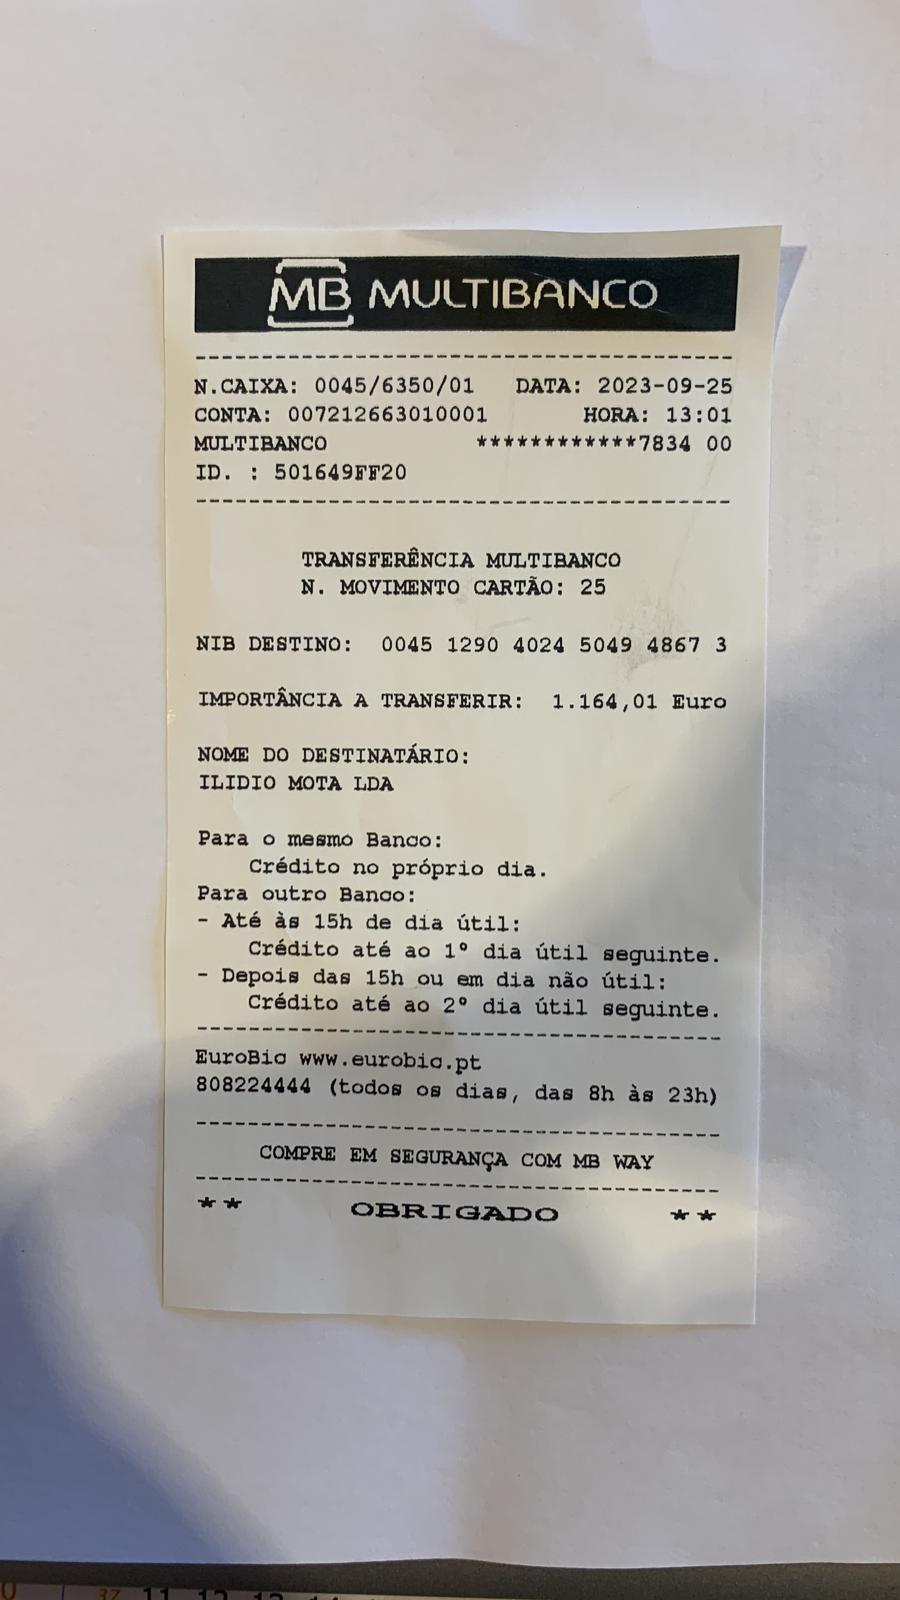 MB MULTIBANCO
N.CAIXA: 0045/6350/01 DATA: 2023-09-25
CONTA: 007212663010001 HORA: 13:01
MULTIBANCO ************7834 00
ID. : 501649FF20
TRANSFERÊNCIA MULTIBANCO
N. MOVIMENTO CARTÃO: 25
NIB DESTINO: 0045 1290 4024 5049 4867 3
IMPORTÂNCIA A TRANSFERIR: 1.164,01 Euro
NOME DO DESTINATÁRIO:
ILIDIO MOTA LDA
Para o mesmo Banco:
Crédito no próprio dia.
Para outro Banco:
- Até às 15h de dia útil:
Crédito até ao 1º dia útil seguinte.
- Depois das 15h ou em dia não útil:
Crédito até ao 2º dia útil seguinte.
EuroBic www.eurobic.pt
808224444 (todos os dias, das 8h às 23h)
COMPRE EM SEGURANÇA COM MB WAY
** OBRIGADO **
37 11 12 13 14